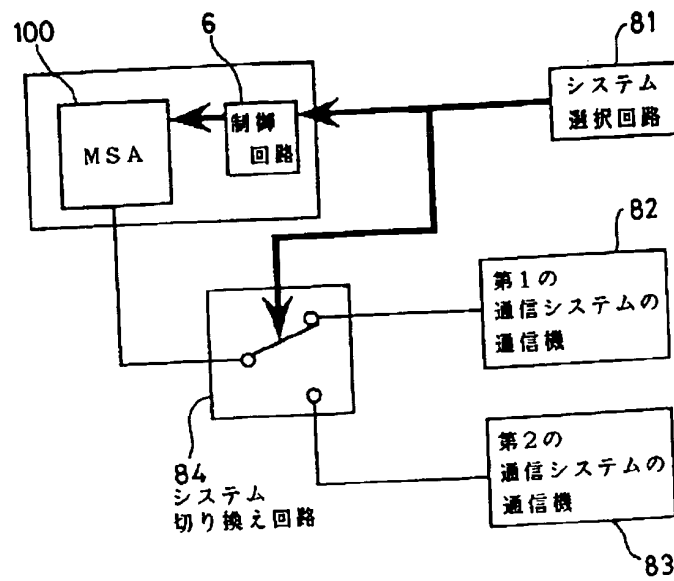 100
6
81
システム
選択回路
制御
回路
MSA
82
第1の
通信システムの
通信機
84
システム
切り換え回路
第2の
通信システムの
通信機
83